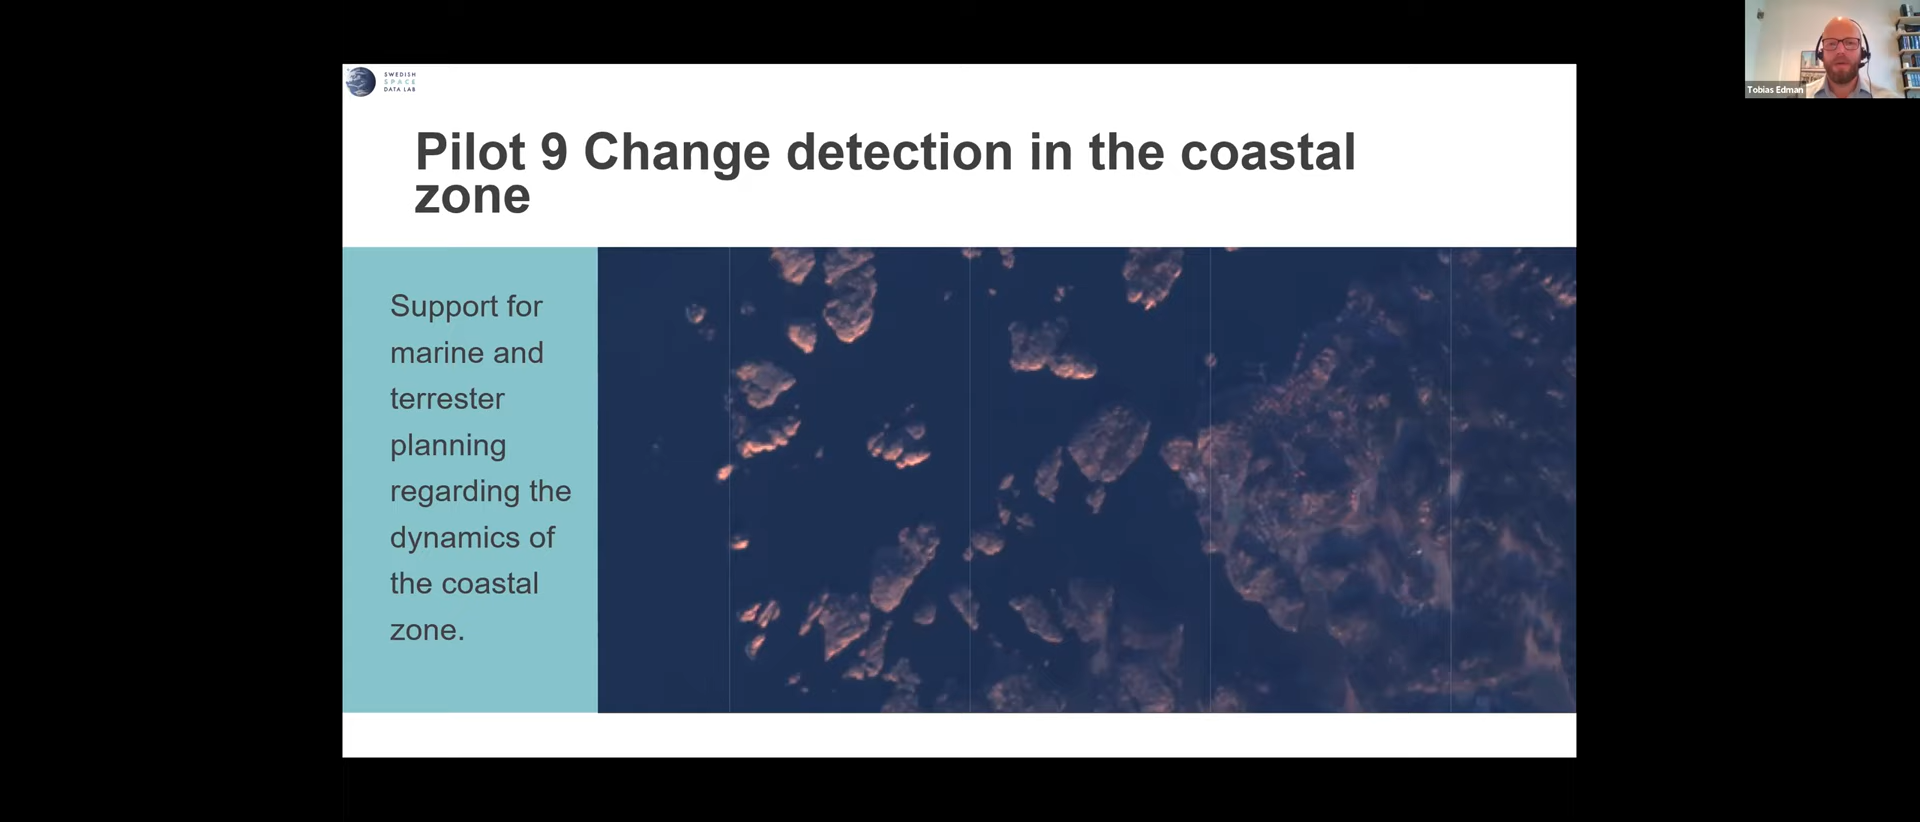 SWEDISH
SPACE
DATA LAB
Tobias Edman
Pilot 9 Change detection in the coastal
zone
Support for
marine and
terrester
planning
regarding the
dynamics of
the coastal
zone.